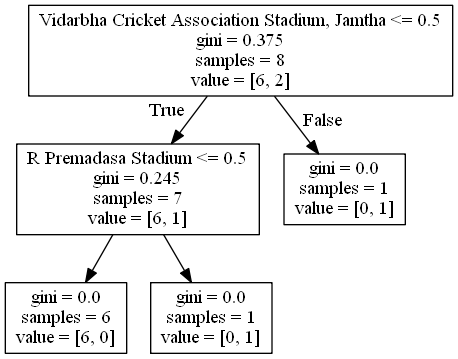 Vidarbha Cricket Association Stadium, Jamtha <= 0.5
gini = 0.375
samples = 8
value = [6, 2]
True
False
R Premadasa Stadium <= 0.5
gini = 0.245
samples = 7
value = [6, 1]
gini = 0.0
samples = 1
value = [0, 1]
gini = 0.0
samples = 6
value = [6, 0]
gini = 0.0
samples = 1
value = [0, 1]